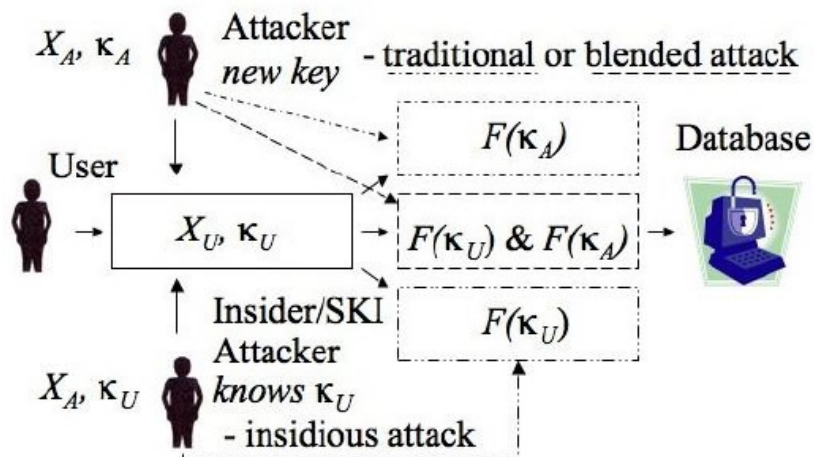 X_A, κ_A
Attacker
new key - traditional or blended attack
F(κ_A)
Database
User
X_U, κ_U
F(κ_U) & F(κ_A)
Insider/SKI
F(κ_U)
Attacker
X_A, κ_U
knows κ_U
- insidious attack